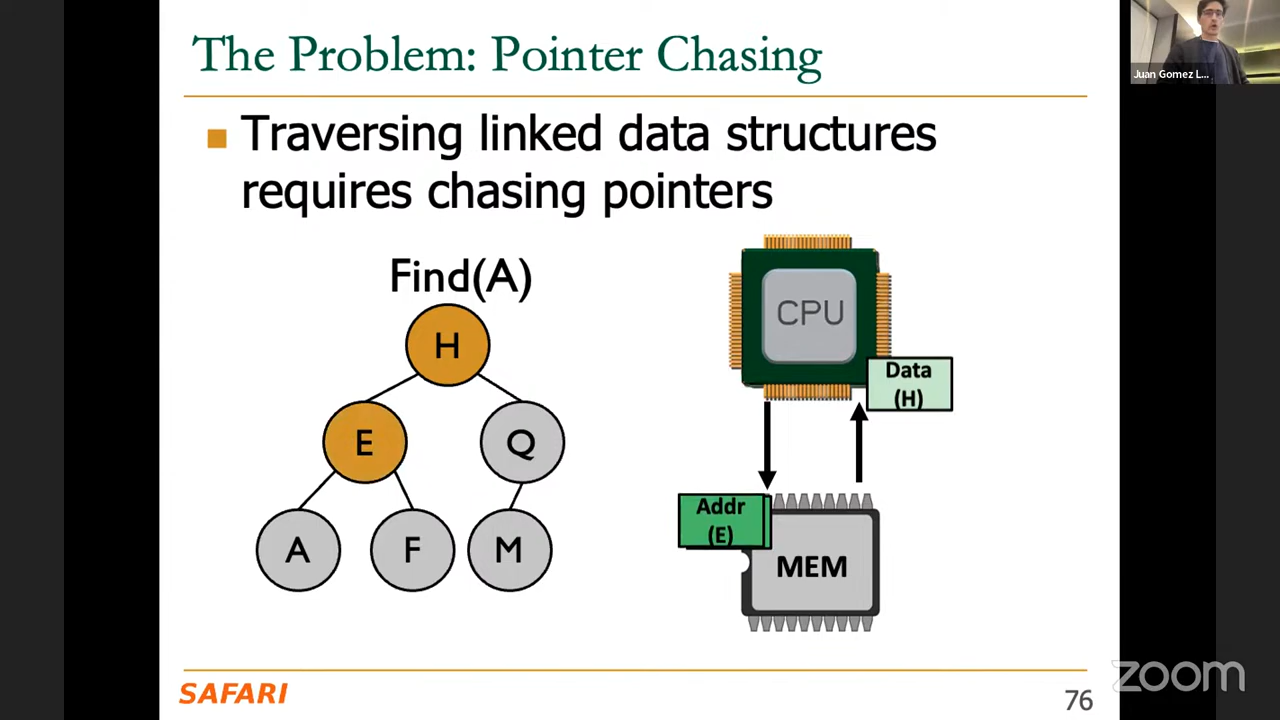 The Problem: Pointer Chasing
Juan Gomez L...
Traversing linked data structures
requires chasing pointers
Find(A)
H
E
Q
A
F
M
CPU
Data
(H)
Addr
(E)
MEM
SAFARI
76
zoom